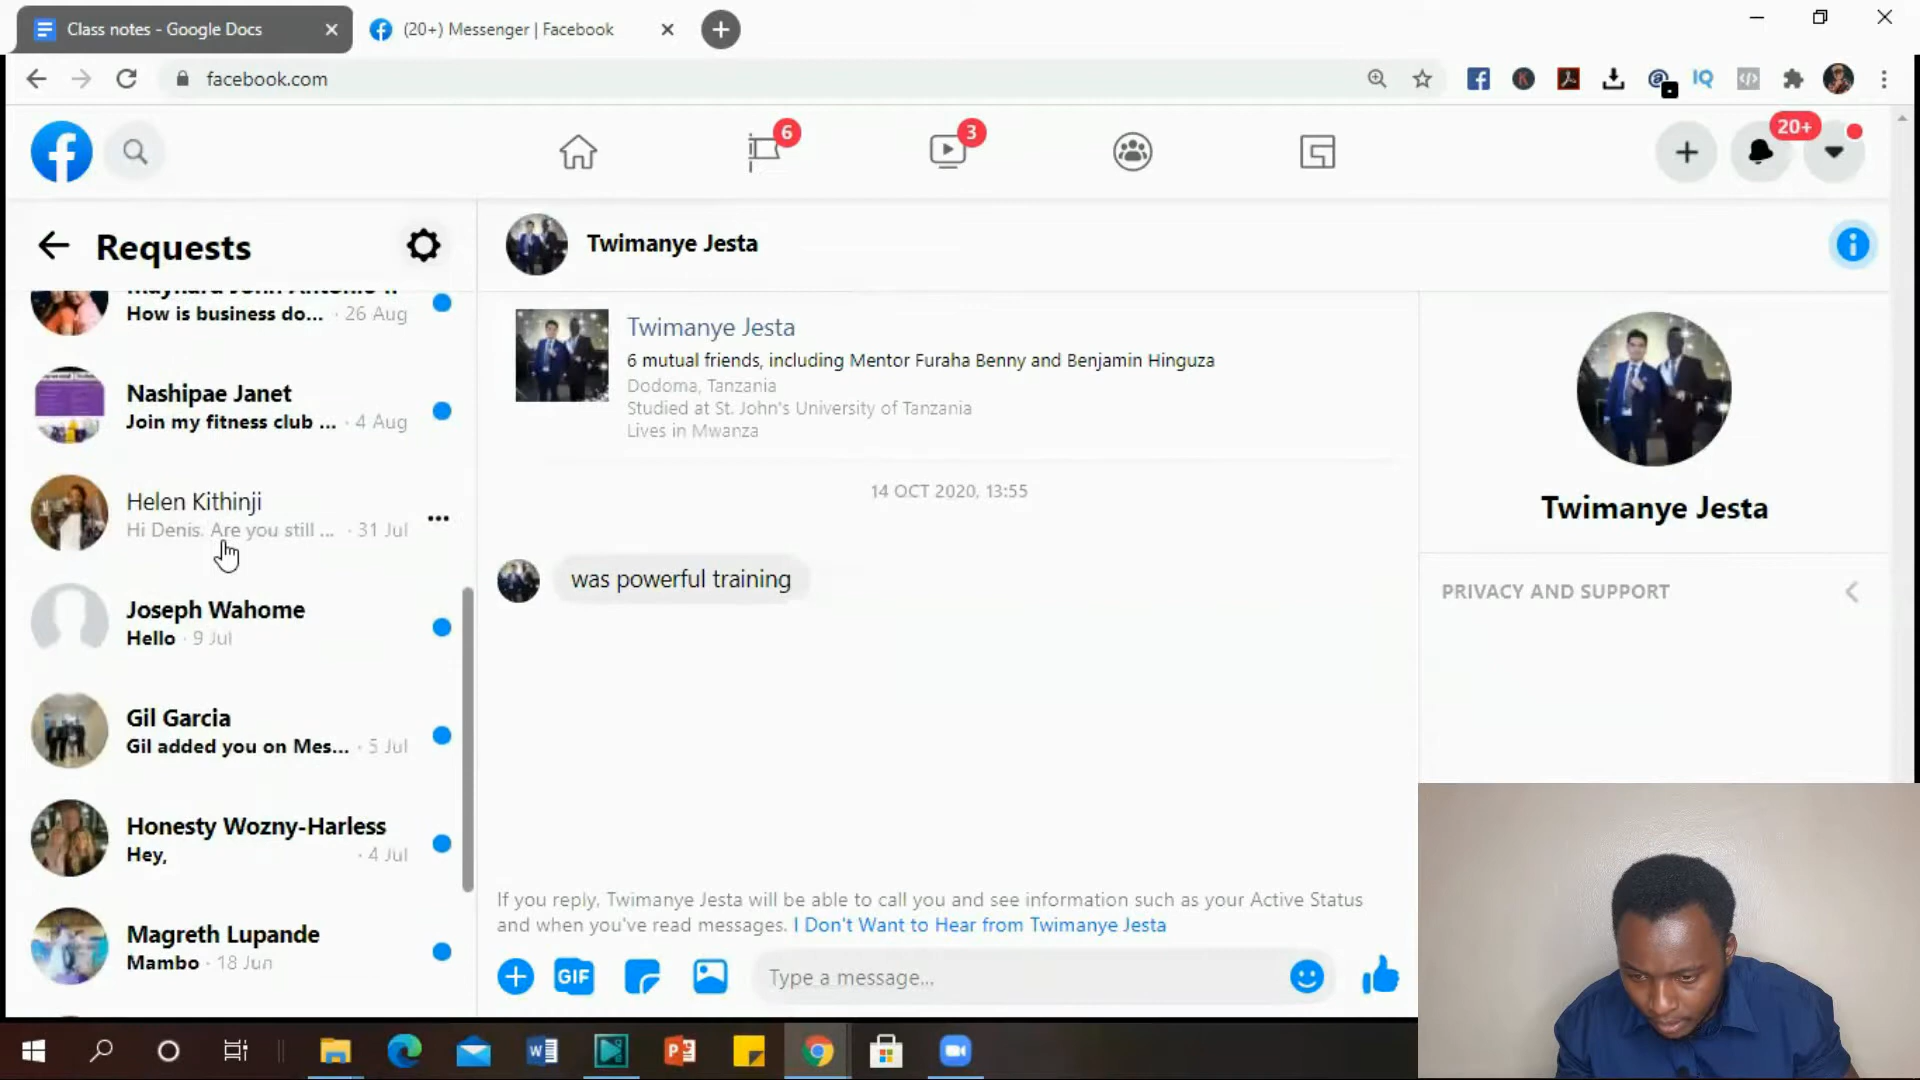 Class notes - Google Docs
(20+) Messenger | Facebook
facebook.com
IQ
6
3
20+
Requests
How is business do... · 26 Aug
Nashipae Janet
Join my fitness club ... · 4 Aug
Helen Kithinji
Hi Denis. Are you still ... · 31 Jul
Joseph Wahome
Hello · 9 Jul
Gil Garcia
Gil added you on Mes... · 5 Jul
Honesty Wozny-Harless
Hey, · 4 Jul
Magreth Lupande
Mambo · 18 Jun
Twimanye Jesta
Twimanye Jesta
6 mutual friends, including Mentor Furaha Benny and Benjamin Hinguza
Dodoma, Tanzania
Studied at St. John's University of Tanzania
Lives in Mwanza
14 OCT 2020, 13:55
was powerful training
If you reply, Twimanye Jesta will be able to call you and see information such as your Active Status
and when you've read messages. I Don't Want to Hear from Twimanye Jesta
GIF
Type a message...
Twimanye Jesta
PRIVACY AND SUPPORT